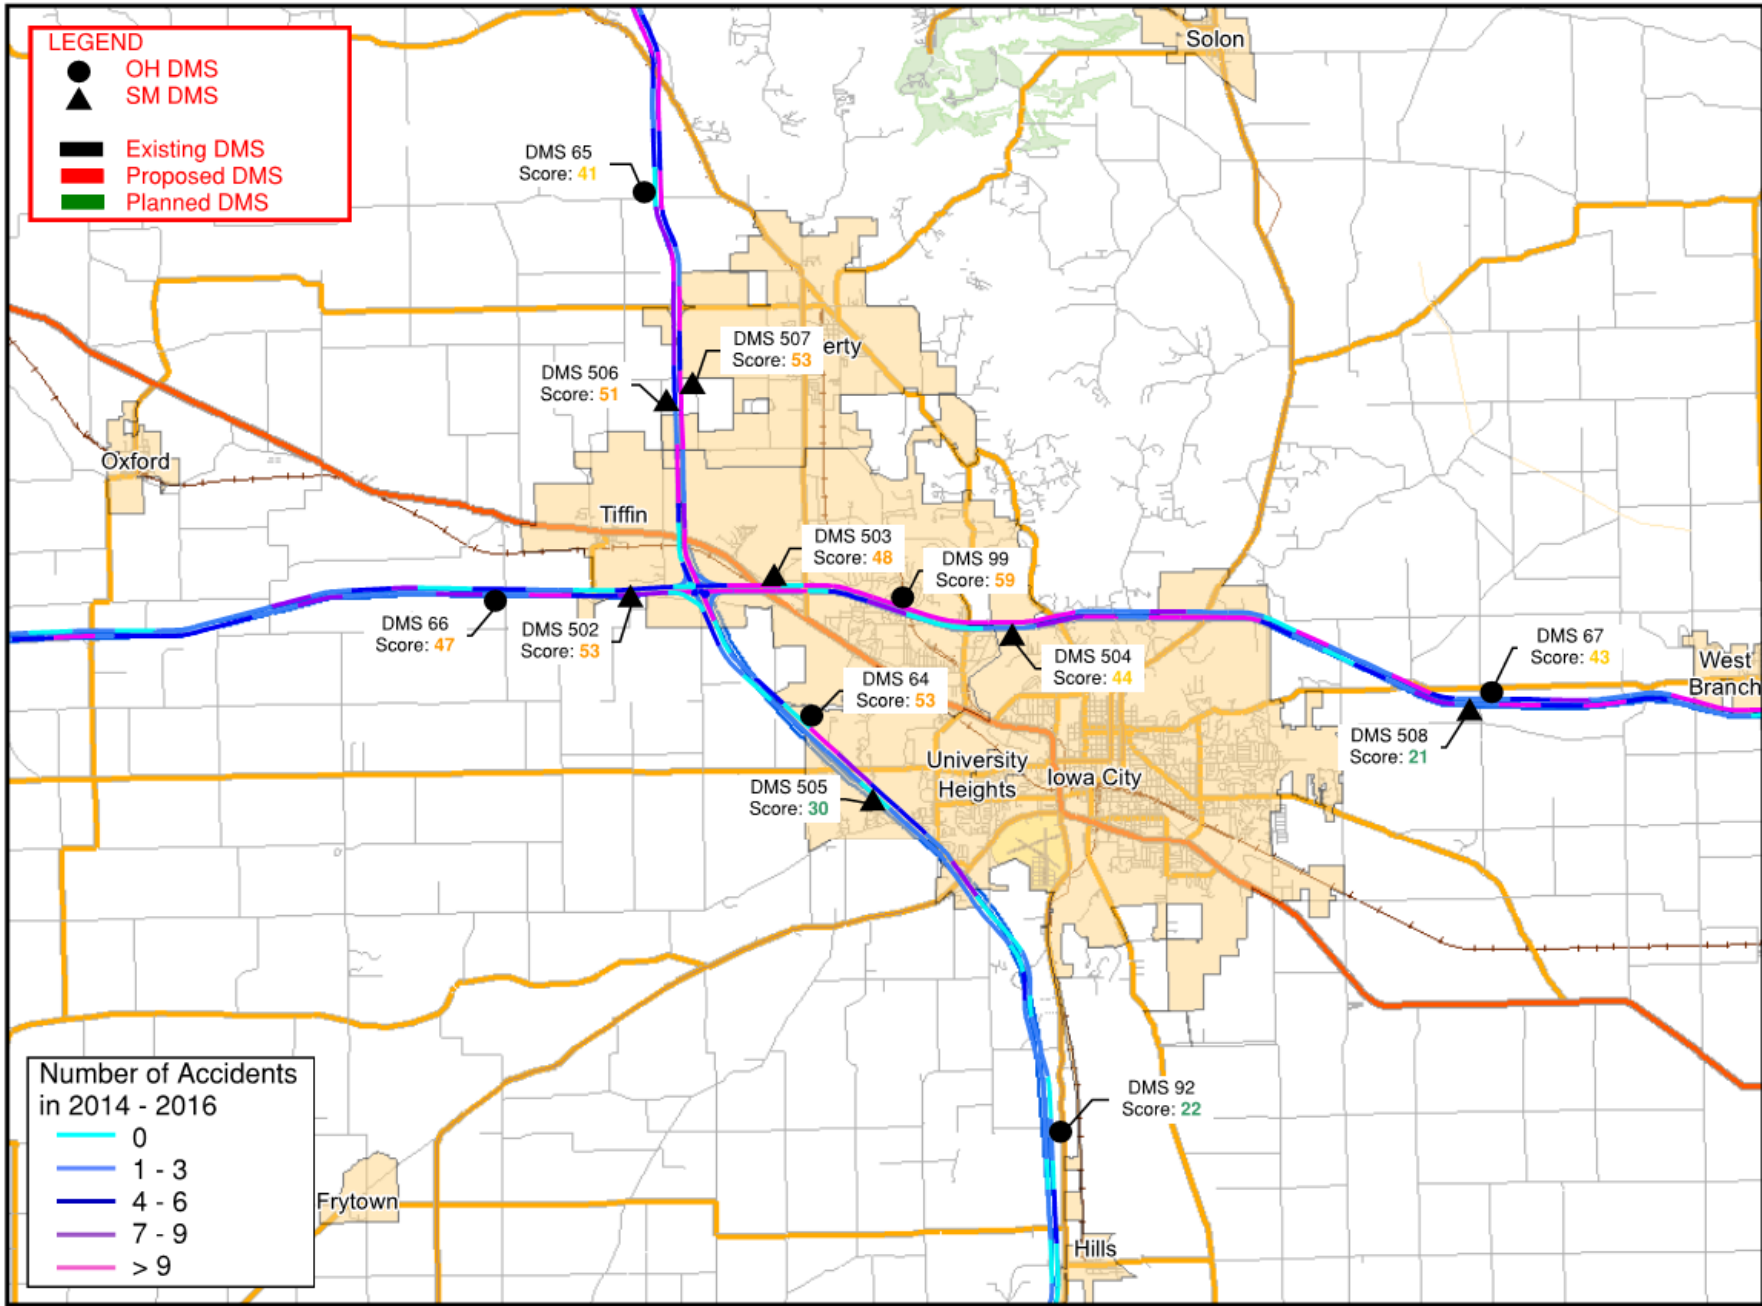 LEGEND
OH DMS
SM DMS
Existing DMS
Proposed DMS
Planned DMS
Solon
DMS 65
Score: 41
DMS 507
Score: 53
erty
DMS 506
Score: 51
Oxford
Tiffin
DMS 503
Score: 48
DMS 99
Score: 59
DMS 66
Score: 47
DMS 502
Score: 53
DMS 504
Score: 44
DMS 67
Score: 43
West
Branch
DMS 64
Score: 53
DMS 508
Score: 21
University
Heights
Iowa City
DMS 505
Score: 30
DMS 92
Score: 22
Frytown
Hills
Number of Accidents
in 2014 - 2016
0
1 - 3
4 - 6
7 - 9
> 9